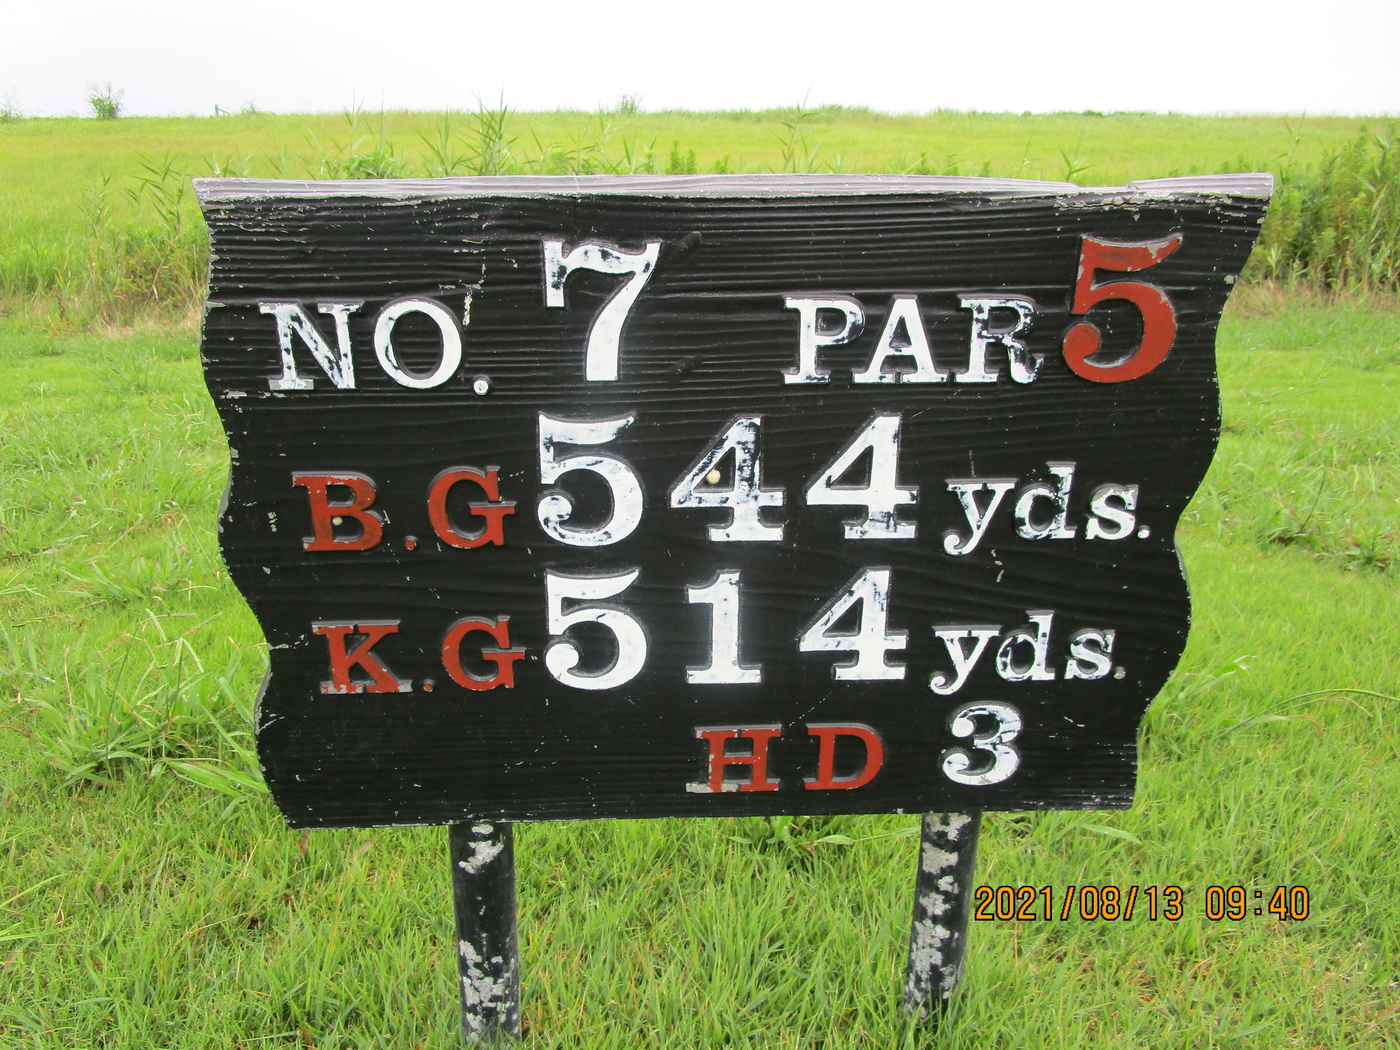 NO. 7 PAR 5
B.G 544 yds.
K.G 514 yds.
HD 3
2021/08/13 09:40